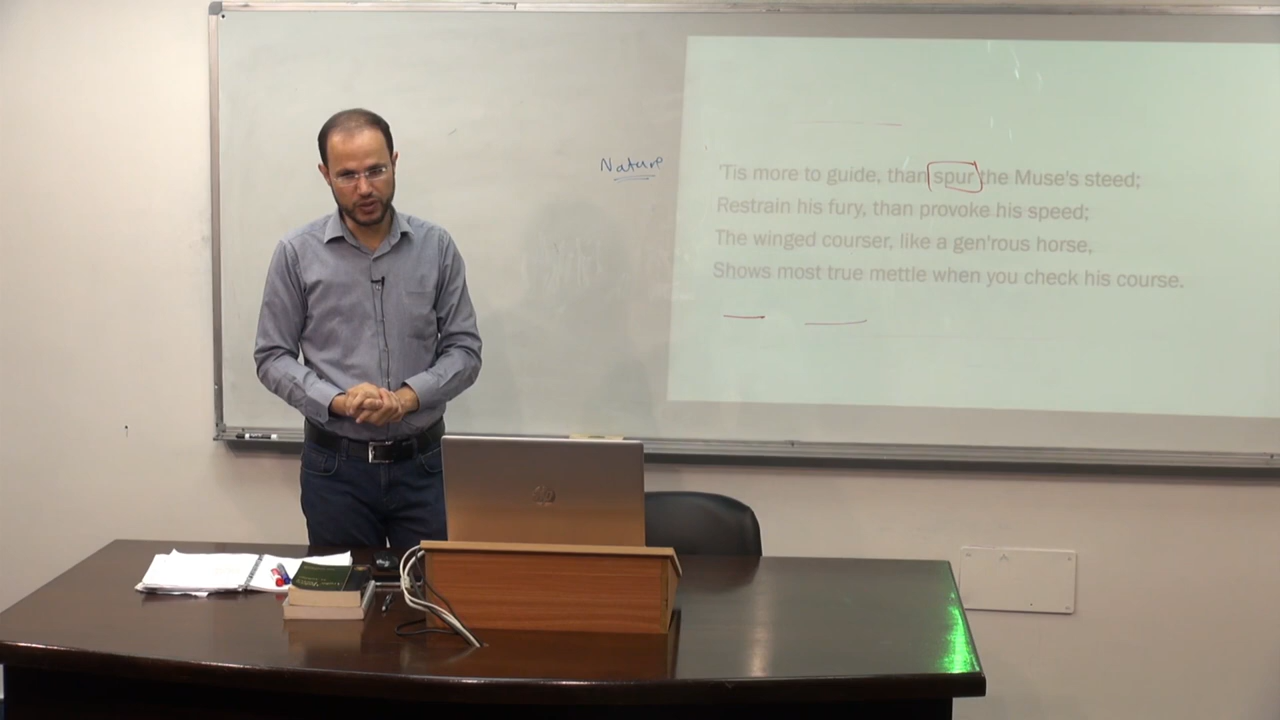 Nature
'Tis more to guide, than spur the Muse's steed;
Restrain his fury, than provoke his speed;
The winged courser, like a gen'rous horse,
Shows most true mettle when you check his course.
hp